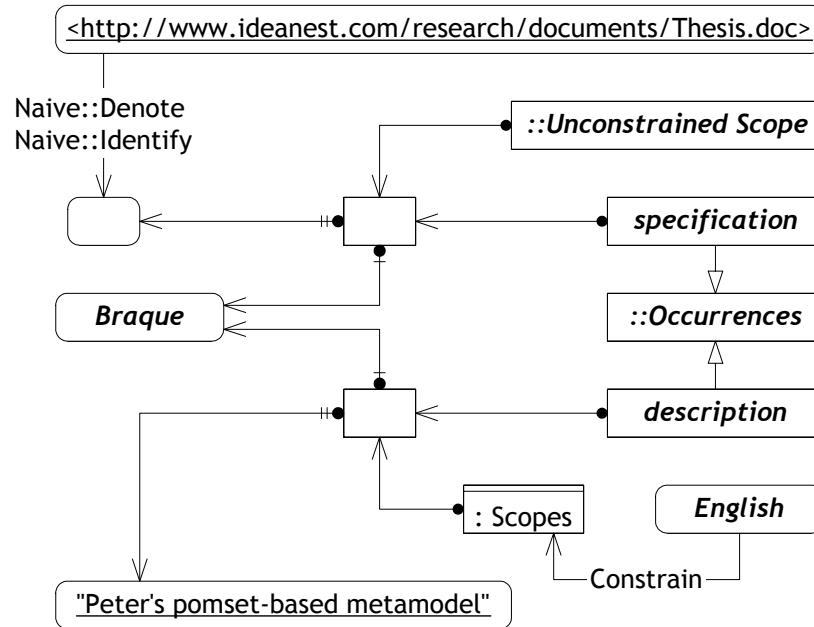 <http://www.ideanest.com/research/documents/Thesis.doc>
Naive::Denote
Naive::Identify
::Unconstrained Scope
specification
Braque
::Occurrences
description
: Scopes
English
Constrain
"Peter's pomset-based metamodel"